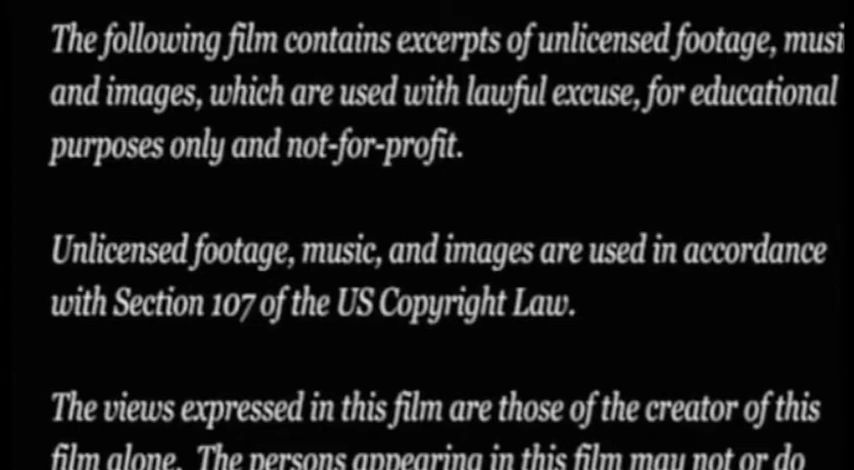 The following film contains excerpts of unlicensed footage, musi
and images, which are used with lawful excuse, for educational
purposes only and not-for-profit.
Unlicensed footage, music, and images are used in accordance
with Section 107 of the US Copyright Law.
The views expressed in this film are those of the creator of this
film alone. The persons appearing in this film may not or do